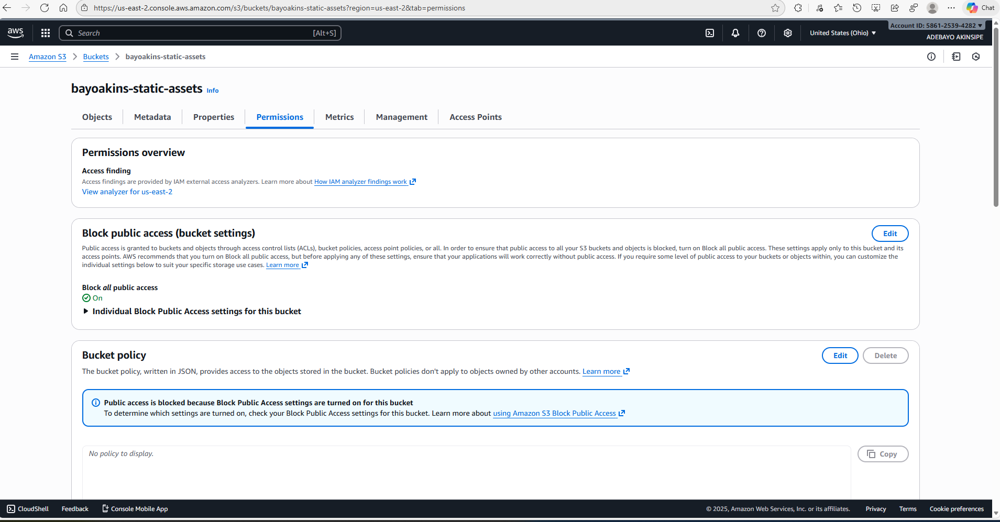 https://us-east-2.console.aws.amazon.com/s3/buckets/bayoakins-static-assets?region=us-east-2&tab=permissions
Chat
aws
Search
[Alt+S]
United States (Ohio)
Account ID: 5861-2539-4282
ADEBAYO AKINSIPE
Amazon S3
Buckets
bayoakins-static-assets
bayoakins-static-assets Info
Objects
Metadata
Properties
Permissions
Metrics
Management
Access Points
Permissions overview
Access finding
Access findings are provided by IAM external access analyzers. Learn more about How IAM analyzer findings work
View analyzer for us-east-2
Block public access (bucket settings)
Edit
Public access is granted to buckets and objects through access control lists (ACLs), bucket policies, access point policies, or all. In order to ensure that public access to all your S3 buckets and objects is blocked, turn on Block all public access. These settings apply only to this bucket and its
access points. AWS recommends that you turn on Block all public access, but before applying any of these settings, ensure that your applications will work correctly without public access. If you require some level of public access to your buckets or objects within, you can customize the
individual settings below to suit your specific storage use cases. Learn more
Block all public access
On
Individual Block Public Access settings for this bucket
Bucket policy
Edit
Delete
The bucket policy, written in JSON, provides access to the objects stored in the bucket. Bucket policies don't apply to objects owned by other accounts. Learn more
Public access is blocked because Block Public Access settings are turned on for this bucket
To determine which settings are turned on, check your Block Public Access settings for this bucket. Learn more about using Amazon S3 Block Public Access
No policy to display.
Copy
CloudShell
Feedback
Console Mobile App
© 2025, Amazon Web Services, Inc. or its affiliates.
Privacy
Terms
Cookie preferences